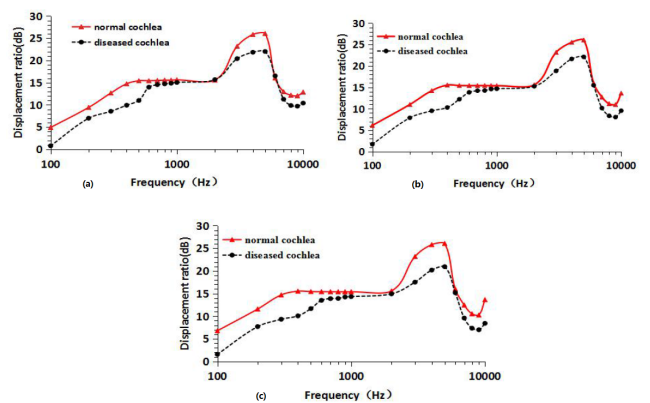 Displacement ratio(dB)
30
25
20
15
10
5
0
normal cochlea
diseased cochlea
100
1000
10000
(a)
Frequency（Hz）
Displacement ratio(dB)
30
25
20
15
10
5
0
normal cochlea
diseased cochlea
100
1000
10000
(b)
Frequency（Hz）
Displacement ratio(dB)
30
25
20
15
10
5
0
normal cochlea
diseased cochlea
100
1000
10000
(c)
Frequency（Hz）